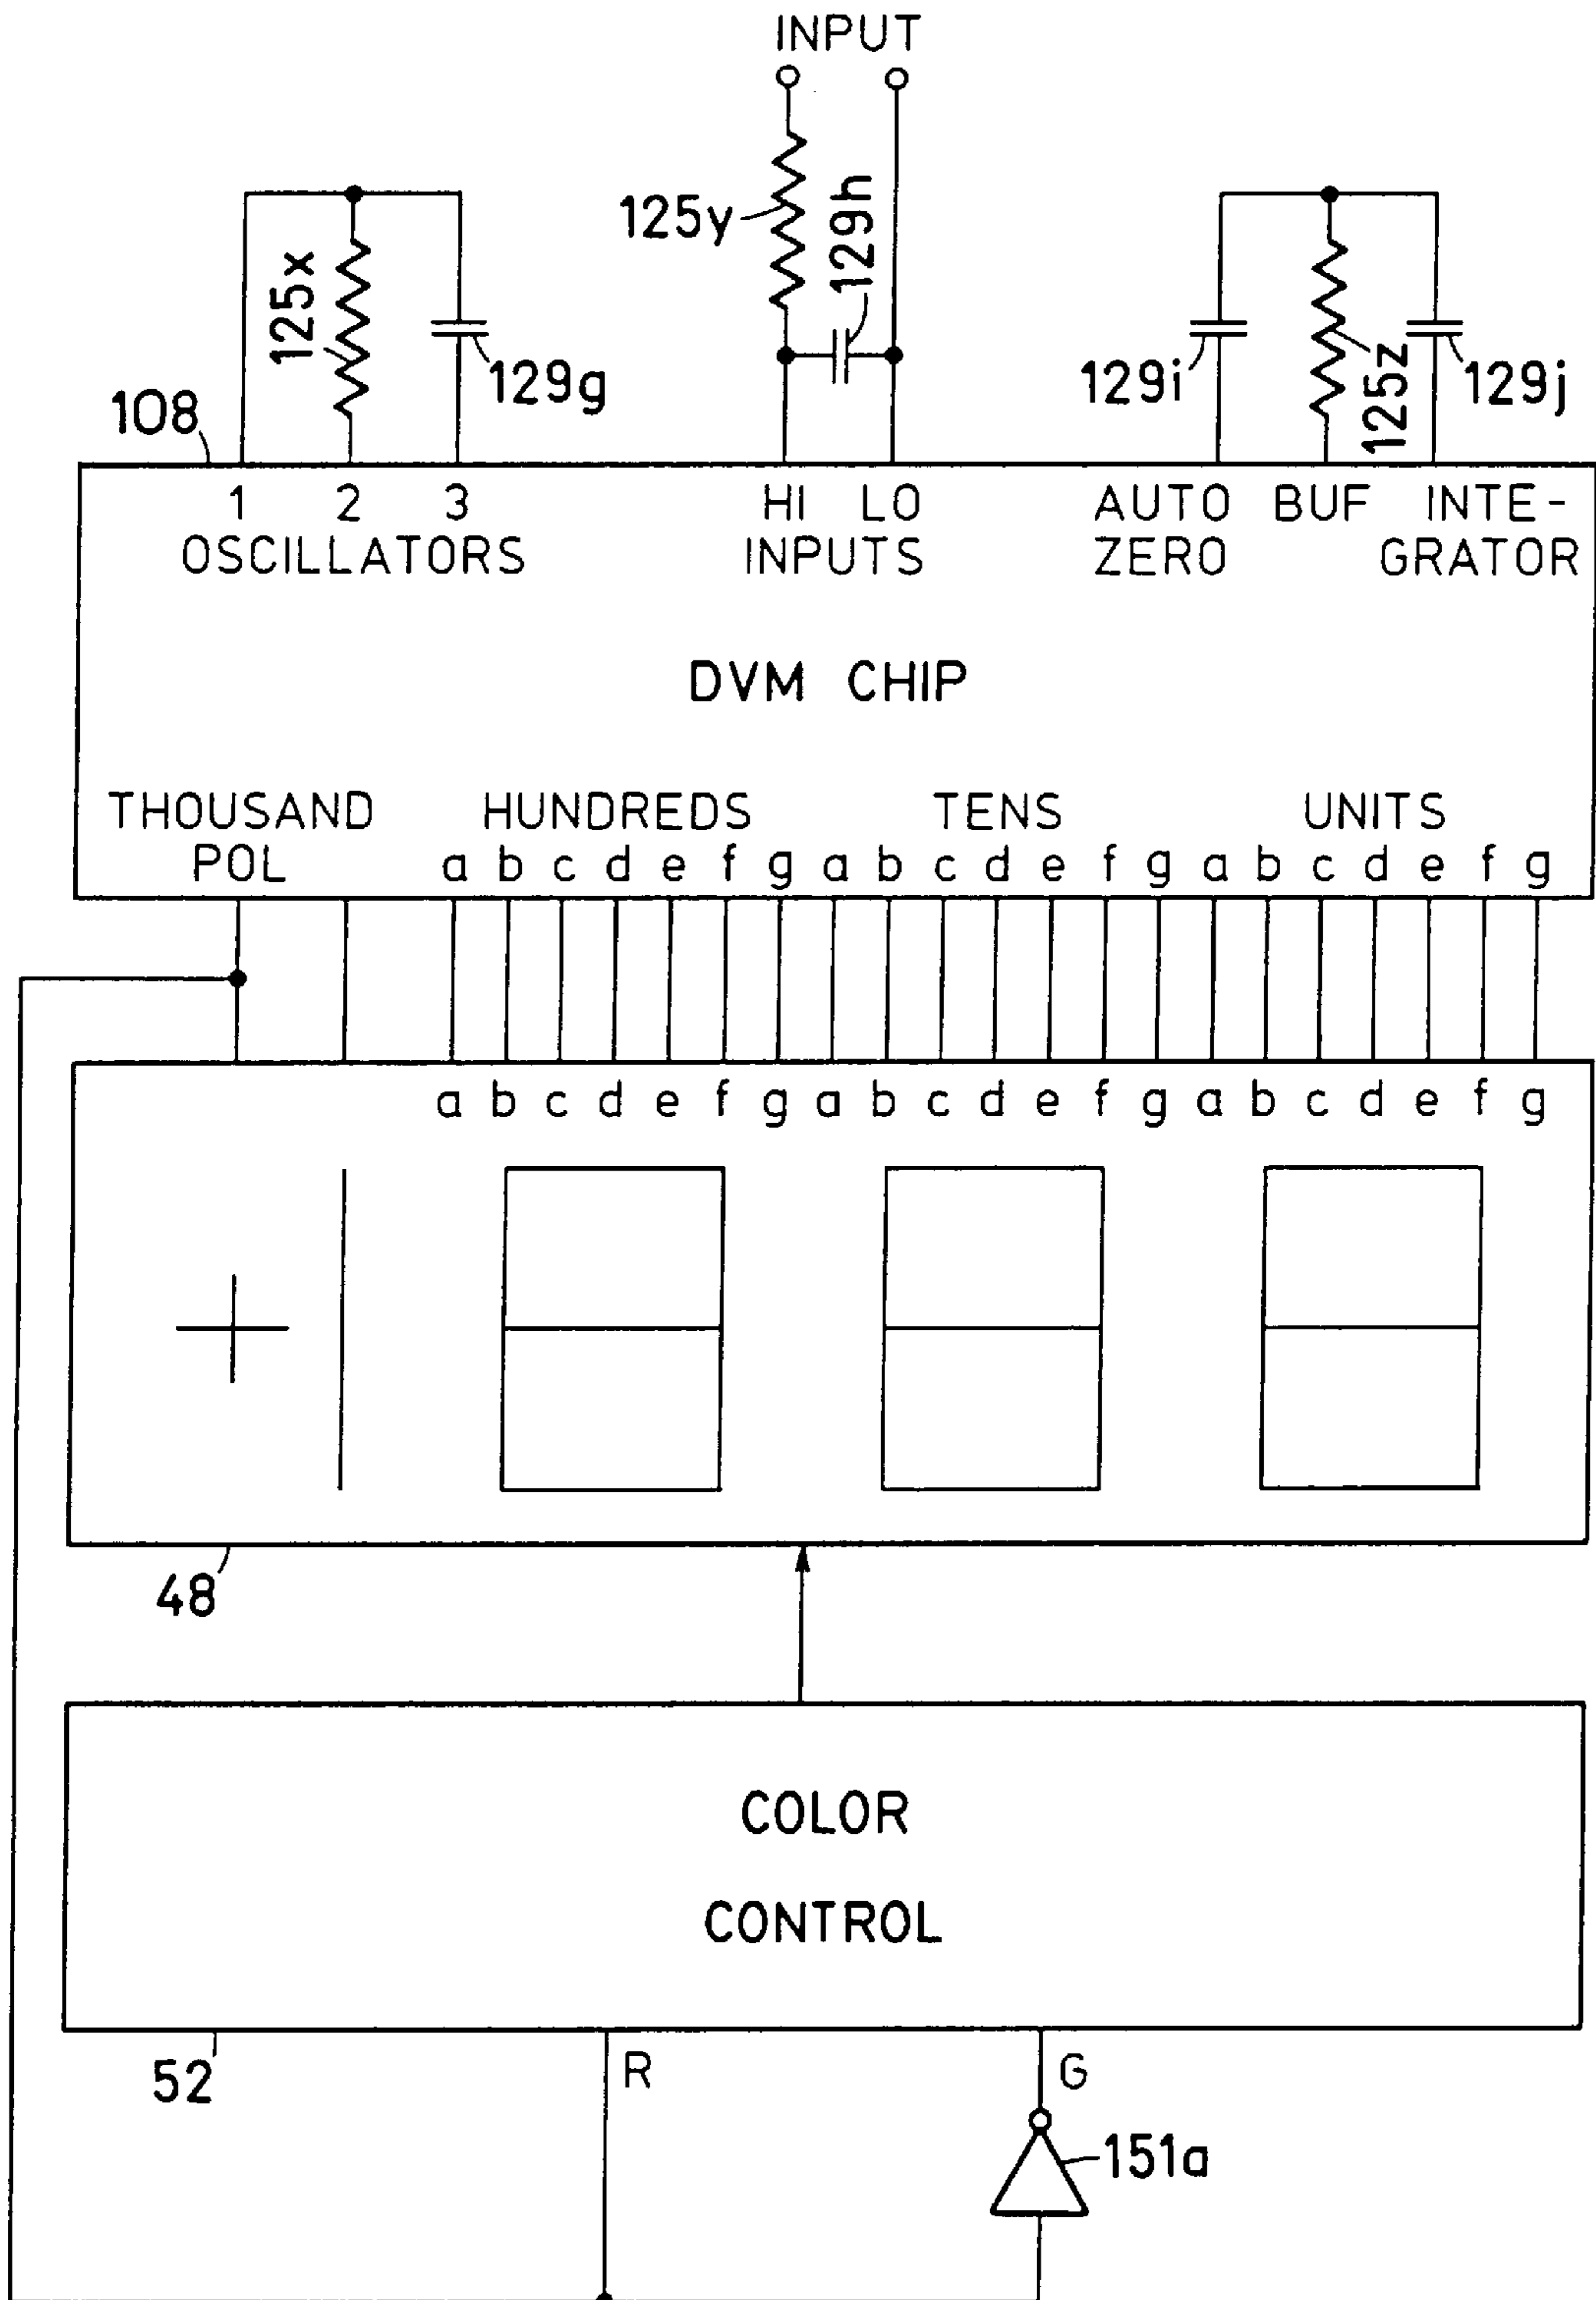 INPUT
125y
129h
125x
129g
129i
125z
129j
108
1 2 3 HI LO AUTO BUF INTE-
OSCILLATORS INPUTS ZERO GRATOR
DVM CHIP
THOUSAND HUNDREDS TENS UNITS
POL a b c d e f g a b c d e f g a b c d e f g
a b c d e f g a b c d e f g a b c d e f g
48
COLOR
CONTROL
52
R
G
151a